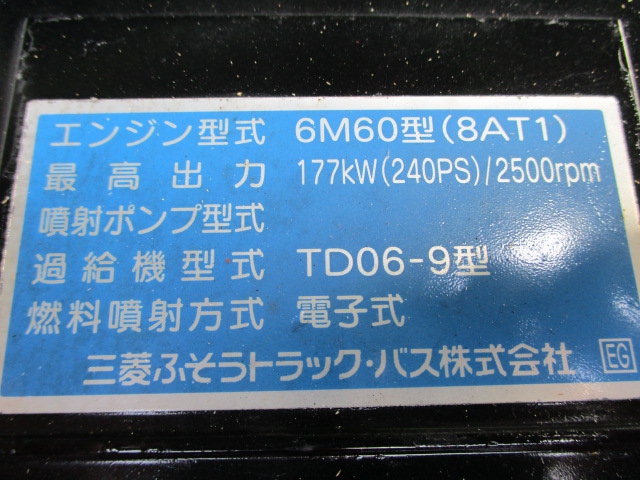 エンジン型式 6M60型(8AT1)
最高出力 177kW(240PS)/2500rpm
噴射ポンプ型式
過給機型式 TD06-9型
燃料噴射方式 電子式
三菱ふそうトラック・バス株式会社 EG